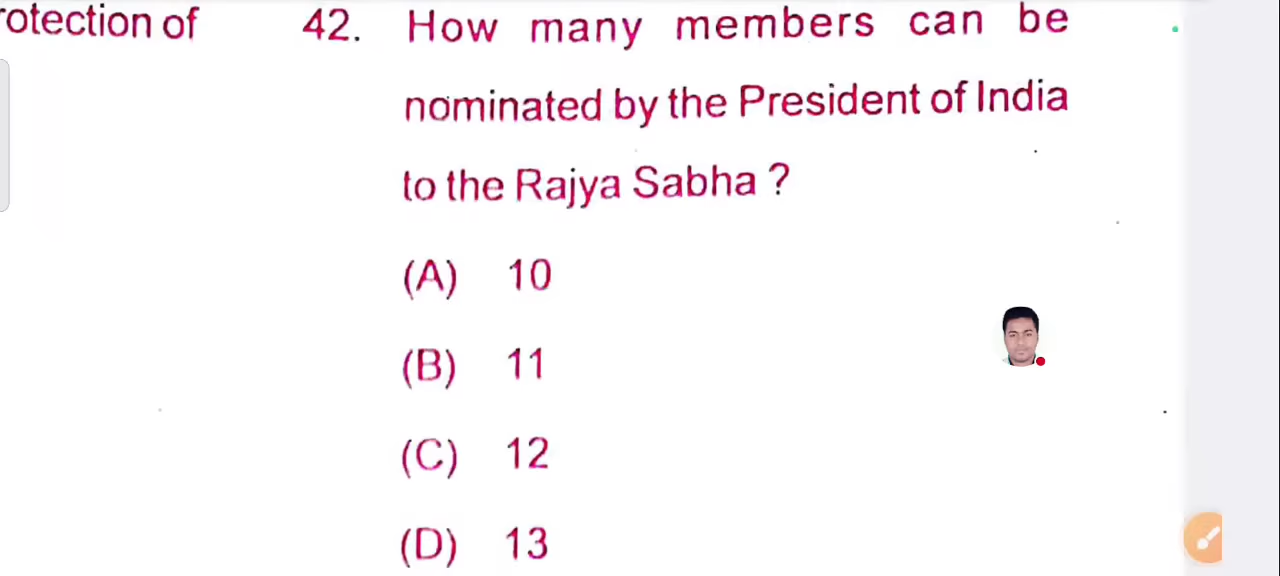 rotection of
42. How many members can be
nominated by the President of India
to the Rajya Sabha ?
(A) 10
(B) 11
(C) 12
(D) 13